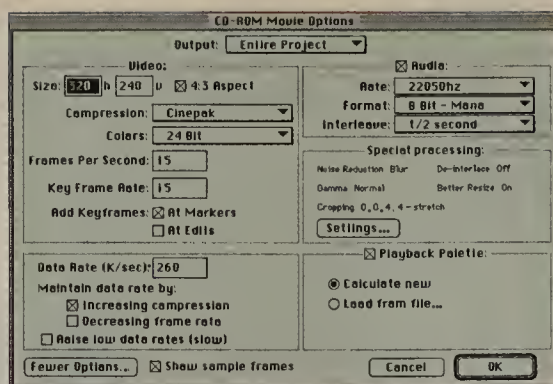 CD-ROM Movie Options
Output: Entire Project
Video:
Size: 320 h 240 v 4:3 Aspect
Compression: Cinepak
Colors: 24 Bit
Frames Per Second: 15
Key Frame Rate: 15
Add Keyframes: At Markers
At Edits
Audio:
Rate: 22050hz
Format: 8 Bit - Mono
Interleave: 1/2 second
Special processing:
Noise Reduction Blur De-interlace Off
Gamma Normal Better Resize On
Cropping 0,0,4,4 - stretch
Settings...
Data Rate (K/sec): 260
Maintain data rate by:
Increasing compression
Decreasing frame rate
Raise low data rates (slow)
Playback Palette:
Calculate new
Load from file...
Fewer Options... Show sample frames Cancel OK